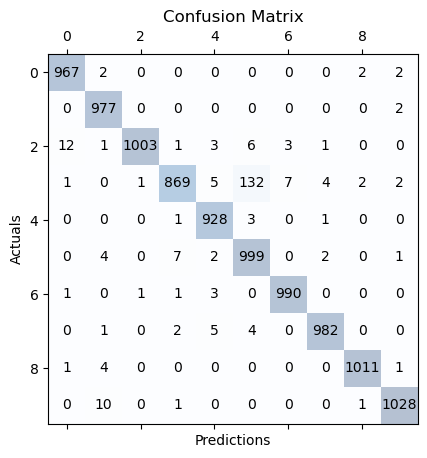 Confusion Matrix
0 2 4 6 8
0 967 2 0 0 0 0 0 0 2 2
0 977 0 0 0 0 0 0 0 2
2 12 1 1003 1 3 6 3 1 0 0
1 0 1 869 5 132 7 4 2 2
4 0 0 0 1 928 3 0 1 0 0
Actuals
0 4 0 7 2 999 0 2 0 1
6 1 0 1 1 3 0 990 0 0 0
0 1 0 2 5 4 0 982 0 0
8 1 4 0 0 0 0 0 0 1011 1
0 10 0 1 0 0 0 0 1 1028
Predictions